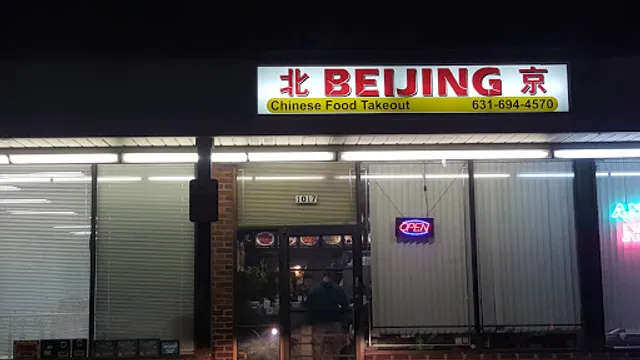 北 BEIJING 京
Chinese Food Takeout 631-694-4570
1017
OPEN